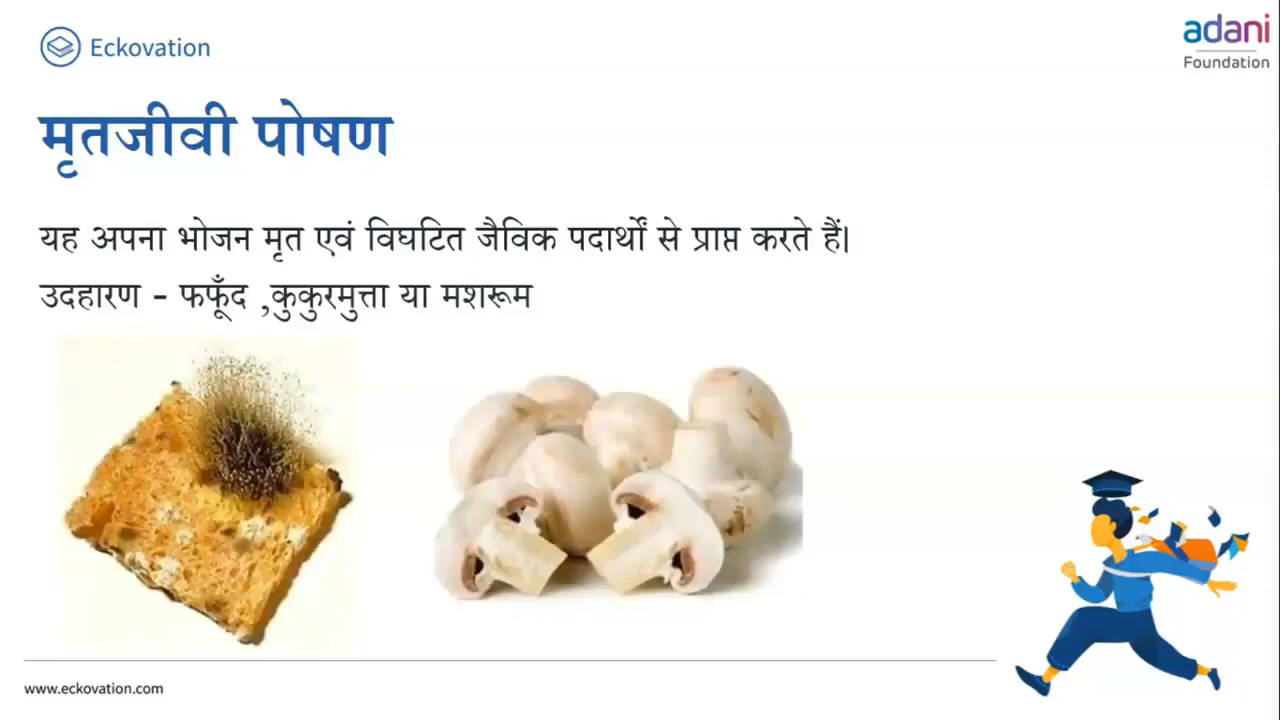 Eckovation
adani
Foundation
मृतजीवी पोषण
यह अपना भोजन मृत एवं विघटित जैविक पदार्थों से प्राप्त करते हैं।
उदहारण - फफूँद ,कुकुरमुत्ता या मशरूम
www.eckovation.com